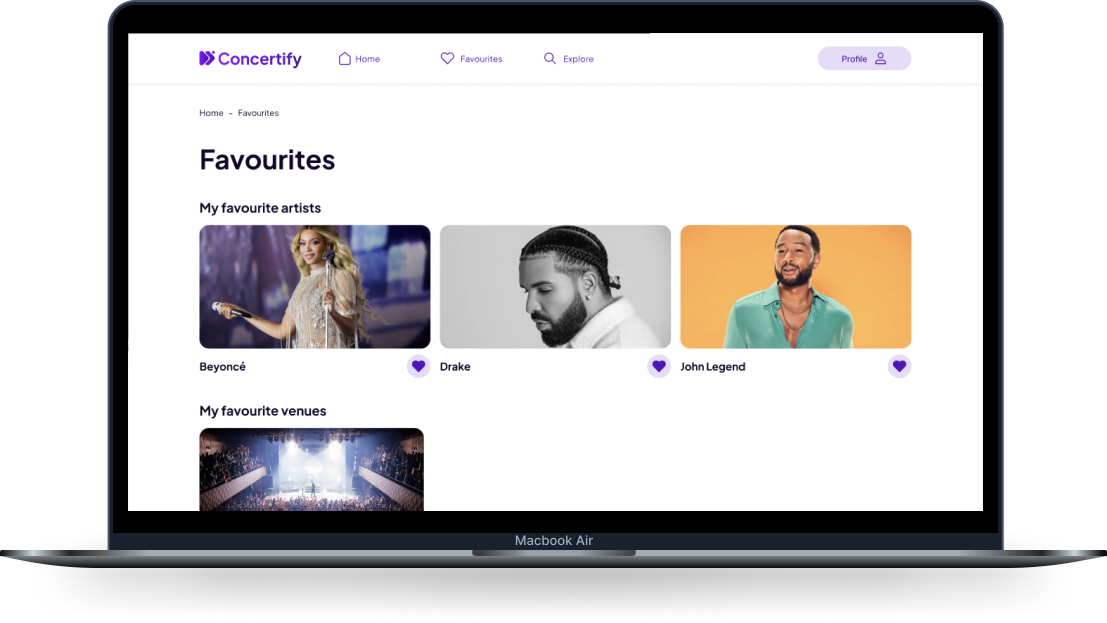 Concertify Home Favourites Explore Profile
Home - Favourites
Favourites
My favourite artists
Beyoncé Drake John Legend
My favourite venues
Macbook Air